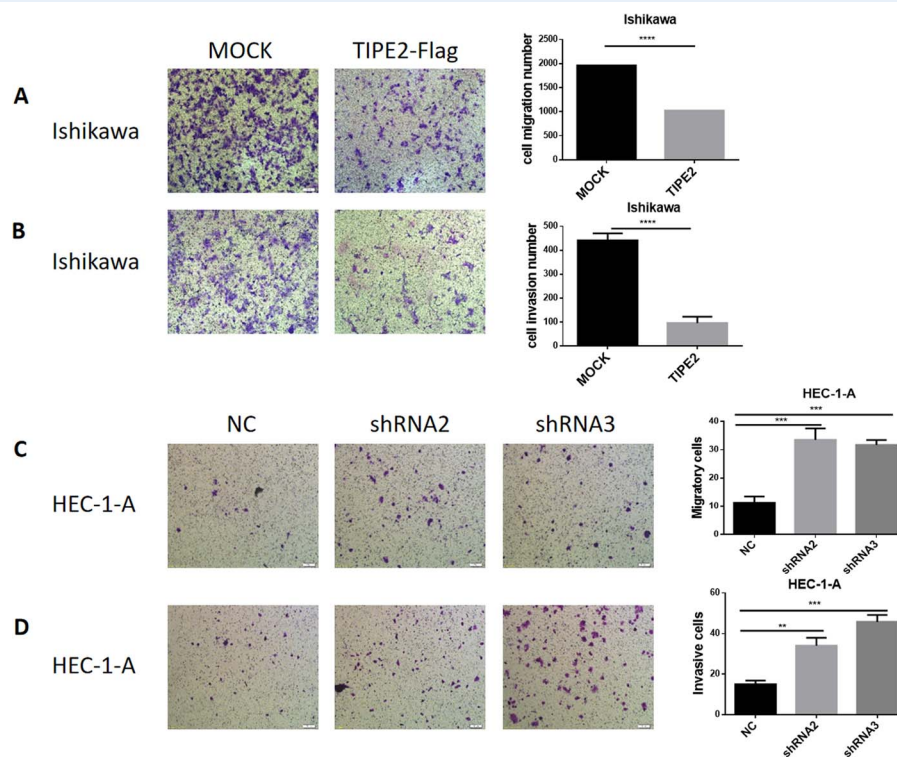 MOCK
TIPE2-Flag
A
Ishikawa
Ishikawa
cell migration number
2500
2000
1500
1000
500
0
****
MOCK
TIPE2
B
Ishikawa
Ishikawa
cell invasion number
500
400
300
200
100
0
****
MOCK
TIPE2
NC
shRNA2
shRNA3
C
HEC-1-A
HEC-1-A
Migratory cells
40
30
20
10
0
***
***
NC
shRNA2
shRNA3
D
HEC-1-A
HEC-1-A
Invasive cells
60
40
20
0
***
**
NC
shRNA2
shRNA3